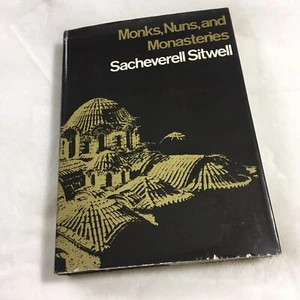 Monks, Nuns, and
Monasteries
Sacheverell Sitwell